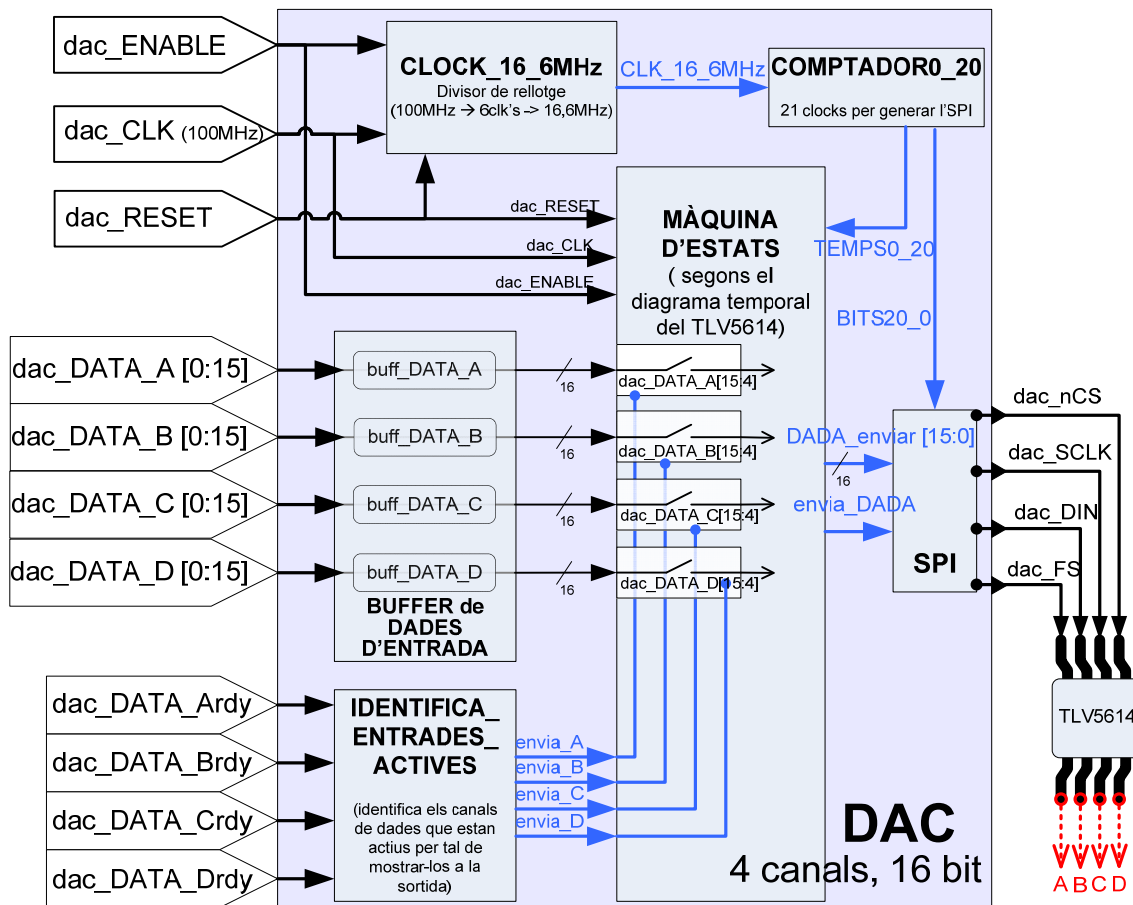 dac_ENABLE
dac_CLK (100MHz)
dac_RESET
CLOCK_16_6MHz
Divisor de rellotge
(100MHz → 6clk's -> 16,6MHz)
CLK_16_6MHz
COMPTADOR0_20
21 clocks per generar l'SPI
dac_RESET
dac_CLK
dac_ENABLE
MÀQUINA
D'ESTATS
( segons el
diagrama temporal
del TLV5614)
TEMPS0_20
BITS20_0
dac_DATA_A [0:15]
dac_DATA_B [0:15]
dac_DATA_C [0:15]
dac_DATA_D [0:15]
buff_DATA_A
buff_DATA_B
buff_DATA_C
buff_DATA_D
BUFFER de
DADES
D'ENTRADA
16
16
16
16
dac_DATA_A[15:4]
dac_DATA_B[15:4]
dac_DATA_C[15:4]
dac_DATA_D[15:4]
DADA_enviar [15:0]
16
envia_DADA
SPI
dac_nCS
dac_SCLK
dac_DIN
dac_FS
TLV5614
A B C D
dac_DATA_Ardy
dac_DATA_Brdy
dac_DATA_Crdy
dac_DATA_Drdy
IDENTIFICA_
ENTRADES_
ACTIVES
(identifica els canals
de dades que estan
actius per tal de
mostrar-los a la
sortida)
envia_A
envia_B
envia_C
envia_D
DAC
4 canals, 16 bit